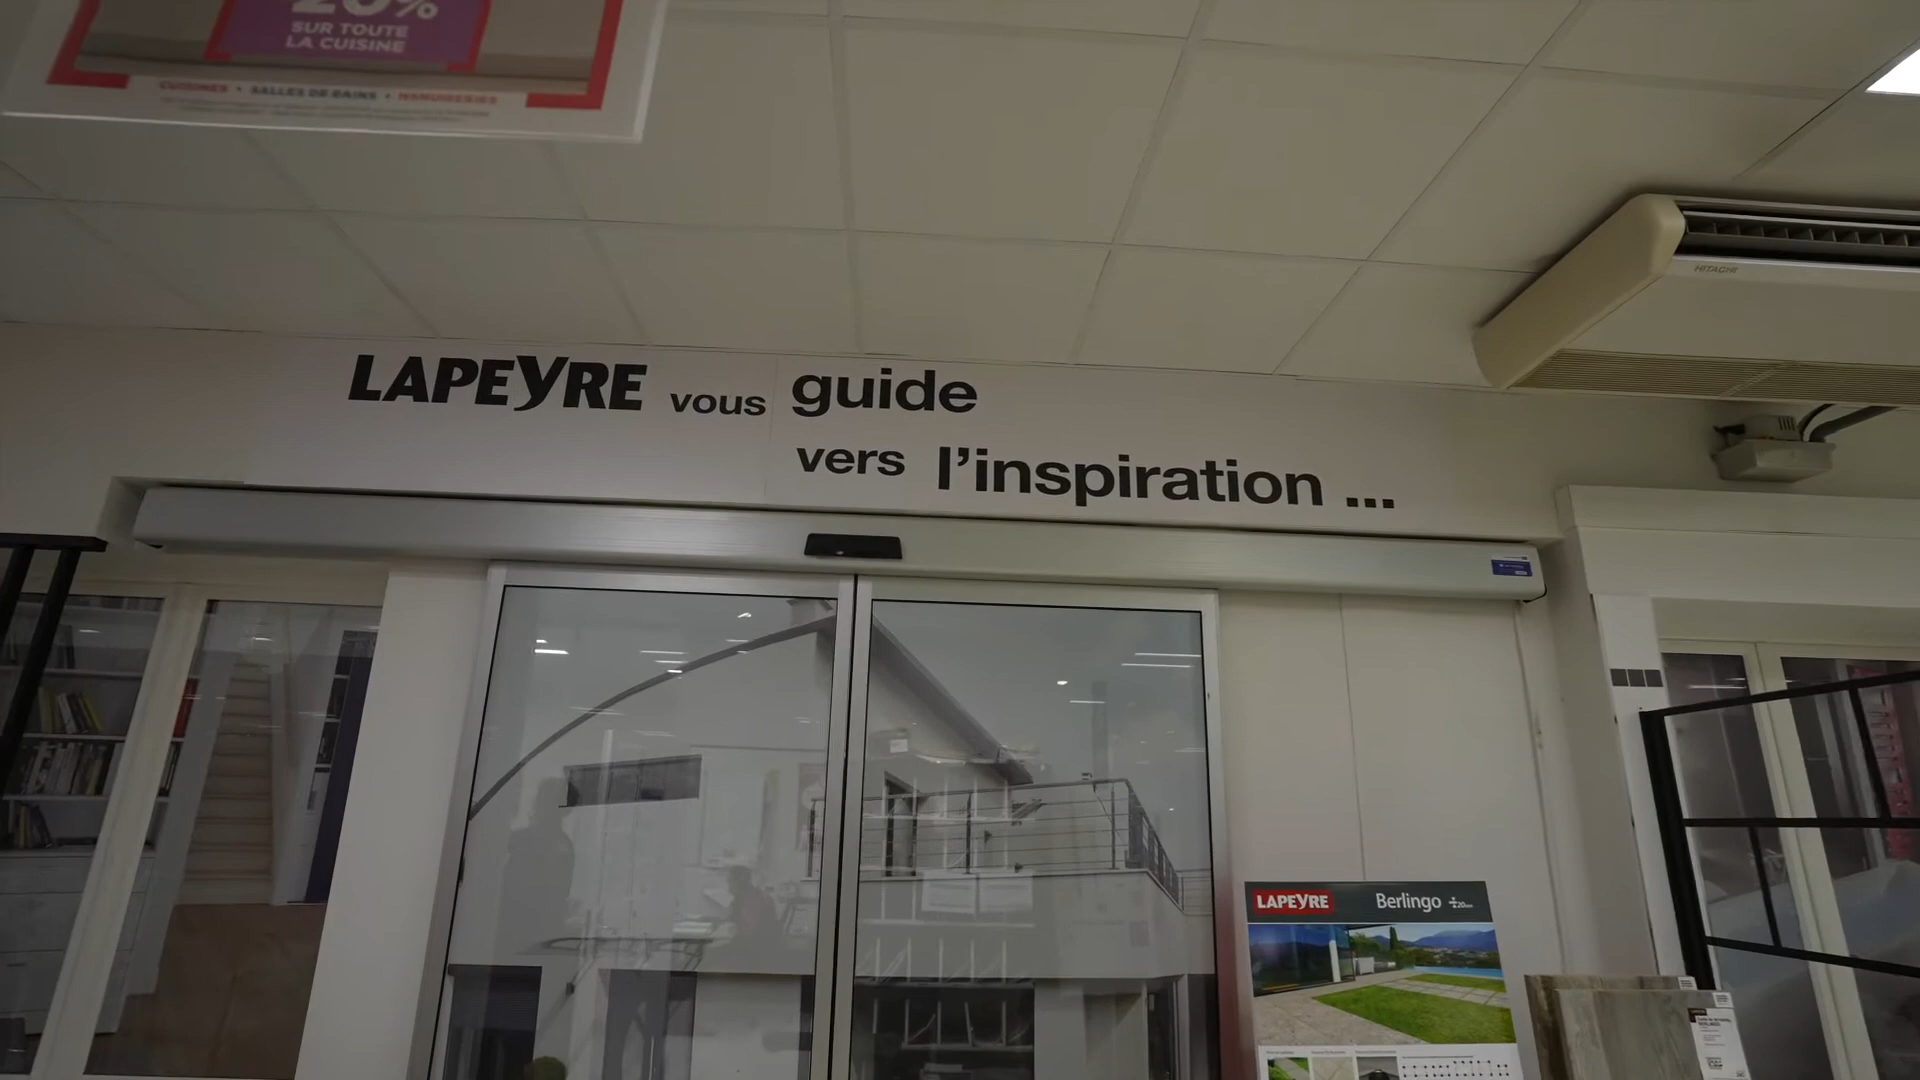 20%
SUR TOUTE
LA CUISINE
CUISINES • SALLES DE BAINS • MENUISERIES
HITACHI
LAPEYRE vous guide
vers l'inspiration ...
LAPEYRE Berlingo